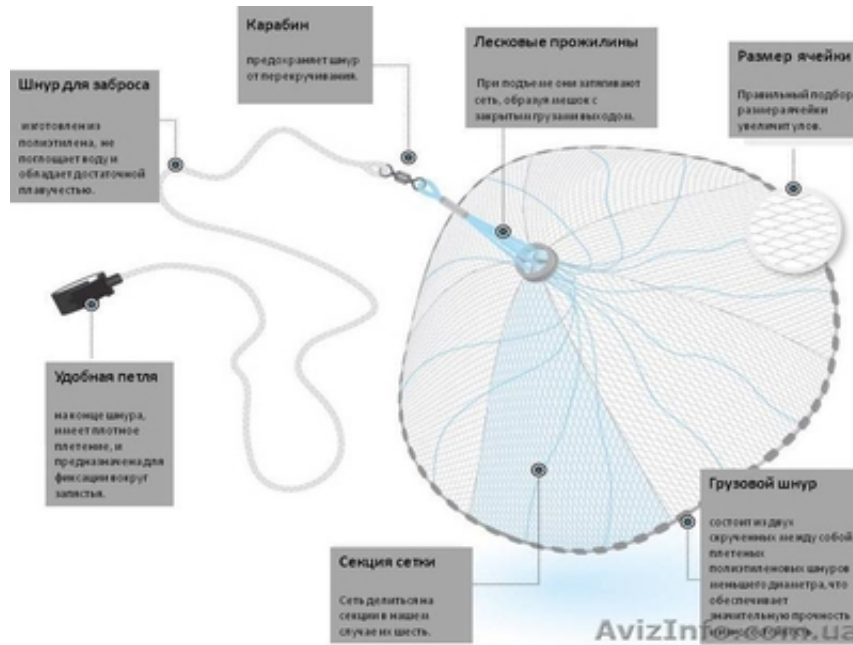 Карабин
предохраняет шнур
от перекручивания.
Лесковые прожилины
При подъеме они затягивают
сеть, образуя мешок с
закрытым грузами выходом.
Размер ячейки
Правильный подбор
размера ячейки
увеличит улов.
Шнур для заброса
изготовлен из
полиэтилена, не
поглощает воду и
обладает достаточной
плавучестью.
Удобная петля
на конце шнура,
имеет плотное
плетение, и
предназначена для
фиксации вокруг
запястья.
Секция сетки
Сеть делиться на
секции в нашем
случае их шесть.
Грузовой шнур
состоит из двух
скрученных между собой
плетеных
полиэтиленовых шнуров
меньшего диаметра, что
обеспечивает
значительную прочность
AvizInfo.com.ua